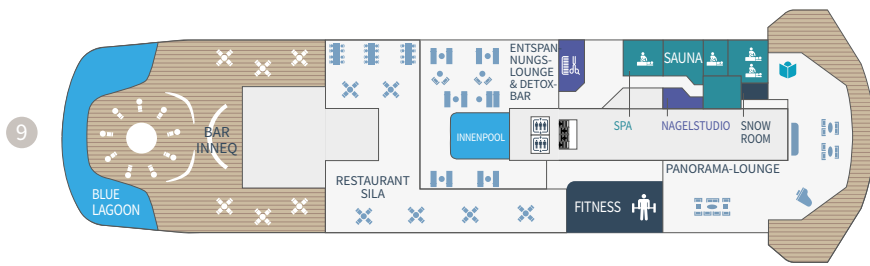 9
BLUE
LAGOON
BAR
INNEQ
RESTAURANT
SILA
ENTSPAN-
NUNGS-
LOUNGE
& DETOX-
BAR
INNENPOOL
SAUNA
SPA
NAGELSTUDIO
SNOW
ROOM
PANORAMA-LOUNGE
FITNESS